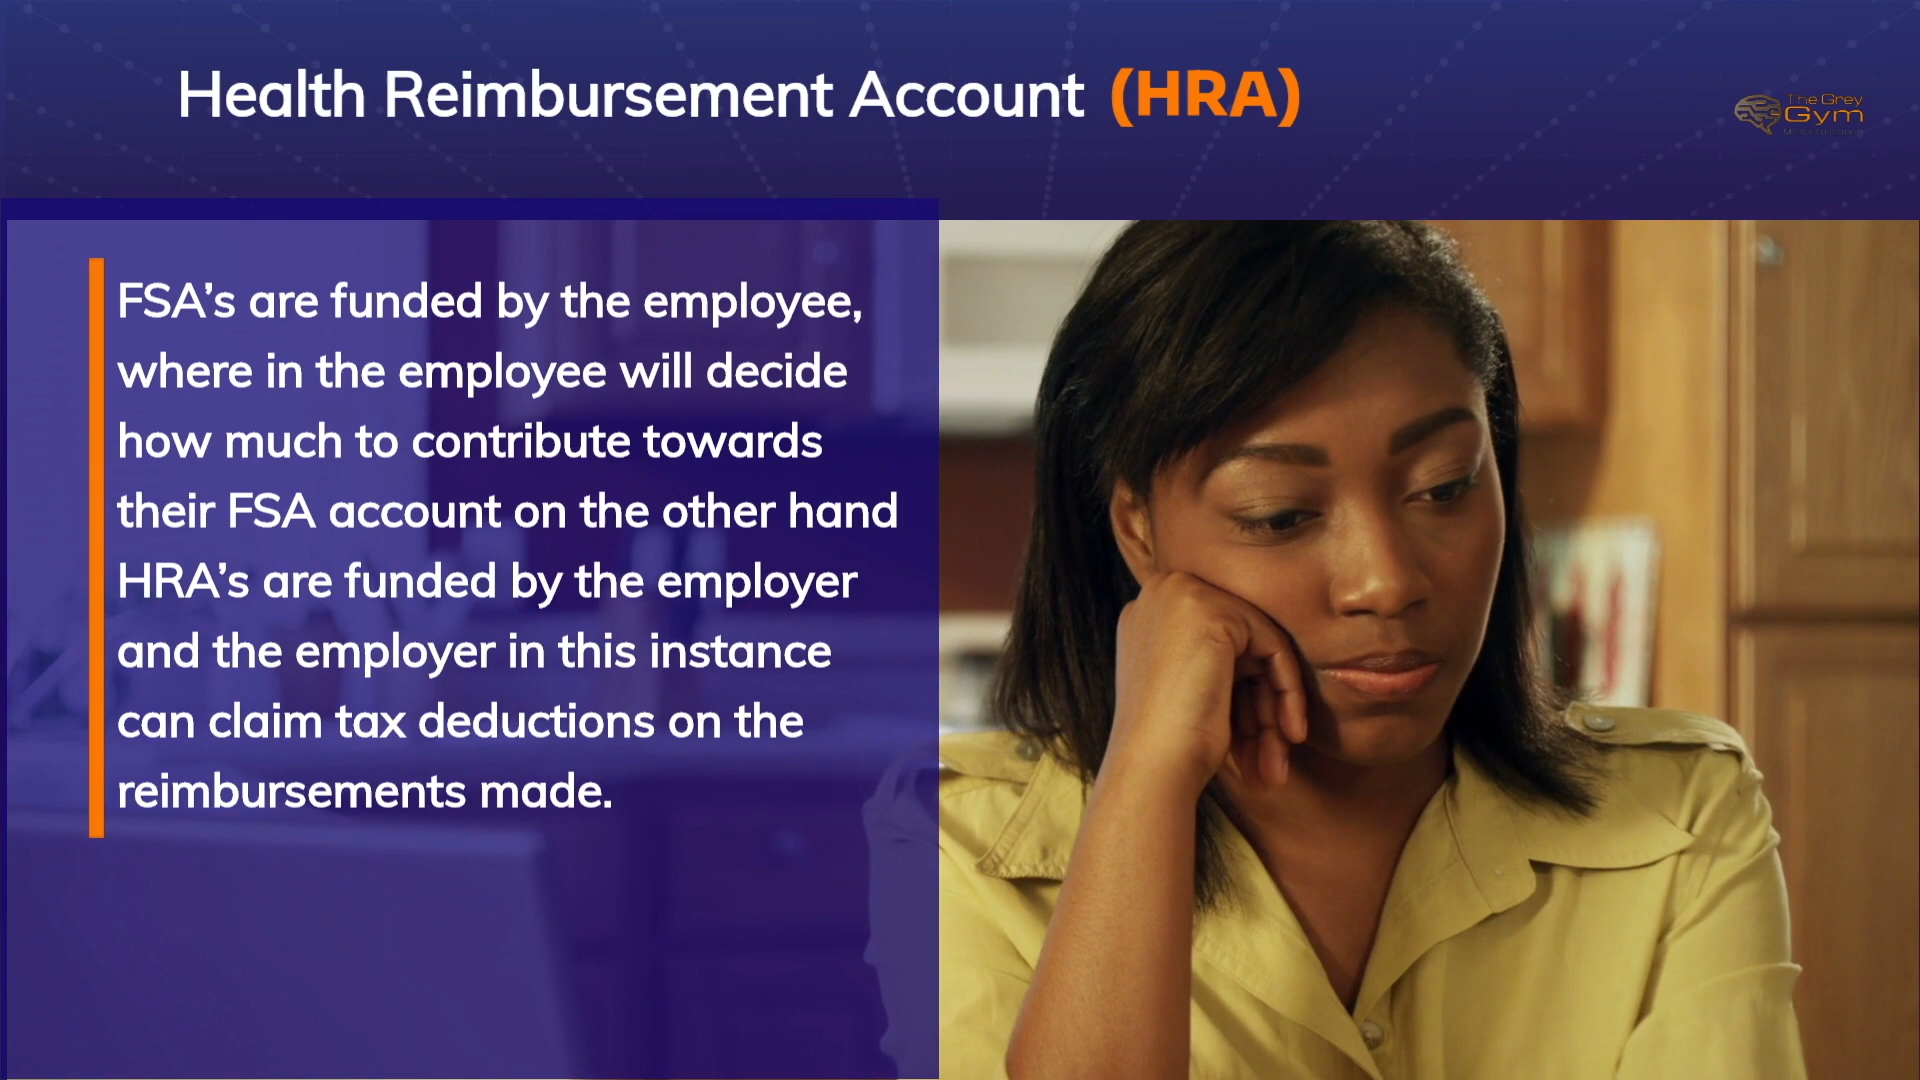 Health Reimbursement Account (HRA)
The Grey
Gym
FSA’s are funded by the employee,
where in the employee will decide
how much to contribute towards
their FSA account on the other hand
HRA’s are funded by the employer
and the employer in this instance
can claim tax deductions on the
reimbursements made.